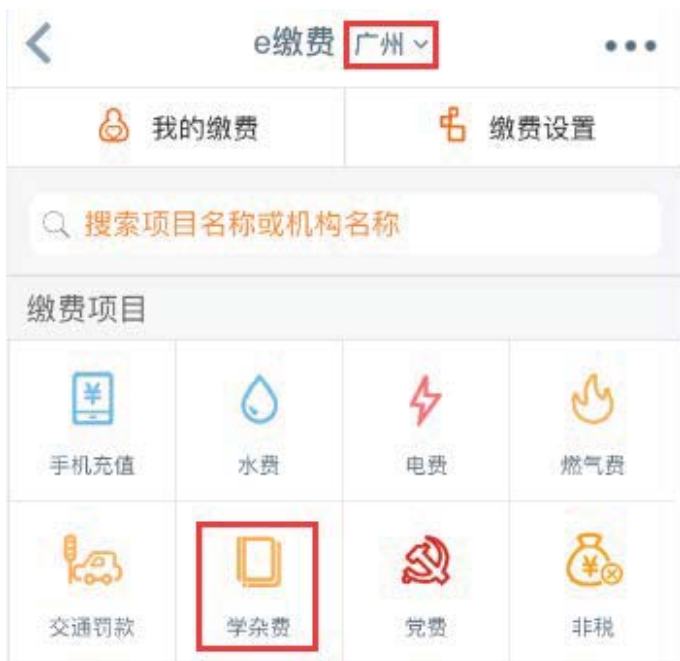 e缴费 广州
我的缴费 缴费设置
搜索项目名称或机构名称
缴费项目
¥
手机充值 水费 电费 燃气费
¥
交通罚款 学杂费 党费 非税